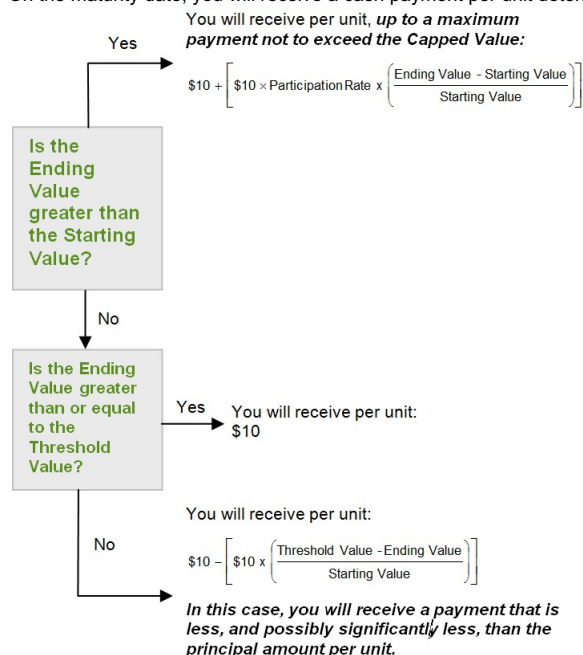 You will receive per unit, up to a maximum
Yes
payment not to exceed the Capped Value:
$10 + [ $10 × Participation Rate x ( Ending Value - Starting Value / Starting Value ) ]
Is the
Ending
Value
greater than
the Starting
Value?
No
Is the Ending
Value greater
than or equal
to the
Threshold
Value?
Yes
You will receive per unit:
$10
You will receive per unit:
No
$10 − [ $10 x ( Threshold Value - Ending Value / Starting Value ) ]
In this case, you will receive a payment that is
less, and possibly significantly less, than the
principal amount per unit.